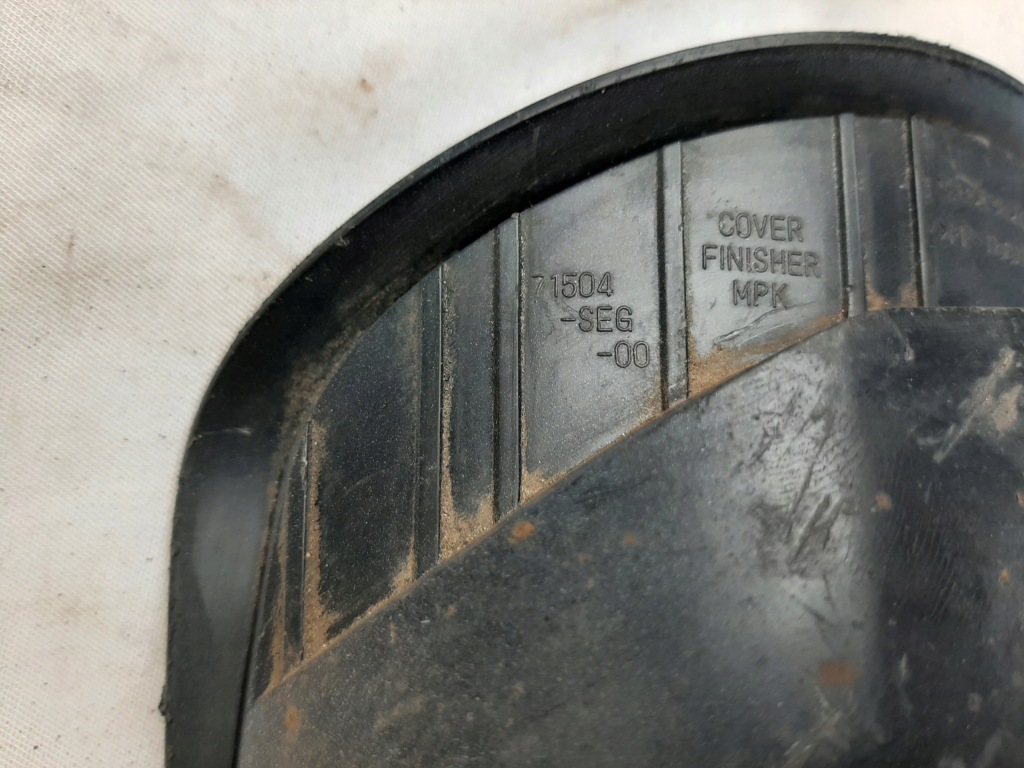 71504
-SEG
-00
COVER
FINISHER
MPK